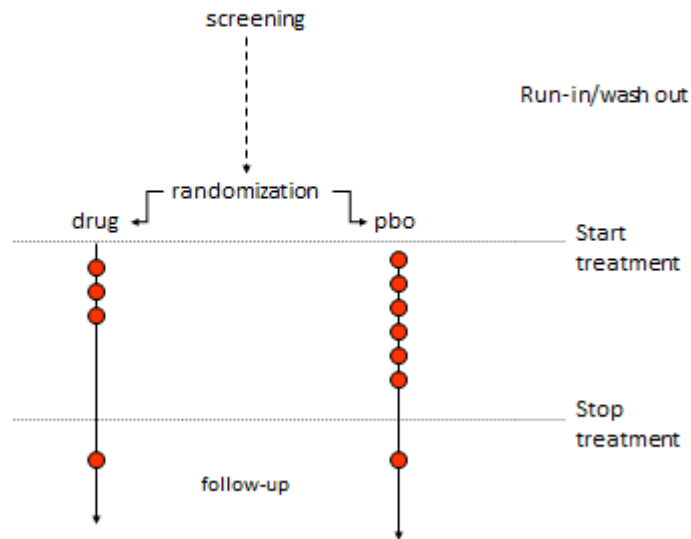 screening
Run-in/wash out
randomization
drug
pbo
Start
treatment
Stop
treatment
follow-up